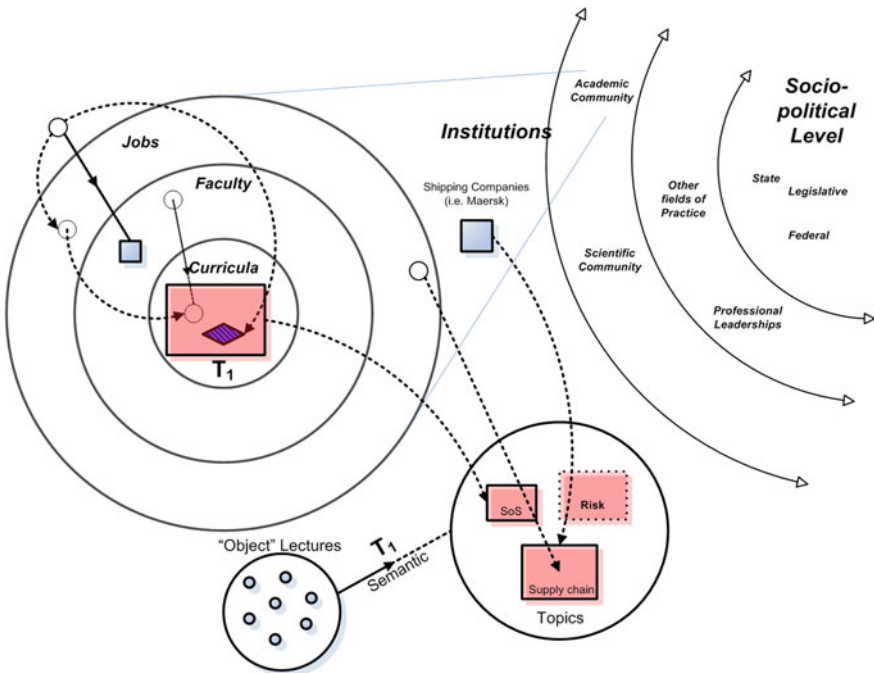 Socio-
political
Level
Academic
Community
Institutions
Jobs
State
Legislative
Faculty
Shipping Companies
(i.e. Maersk)
Other
fields of
Practice
Federal
Curricula
Scientific
Community
Professional
Leaderships
T1
SoS
Risk
"Object" Lectures
T1
Semantic
Supply chain
Topics